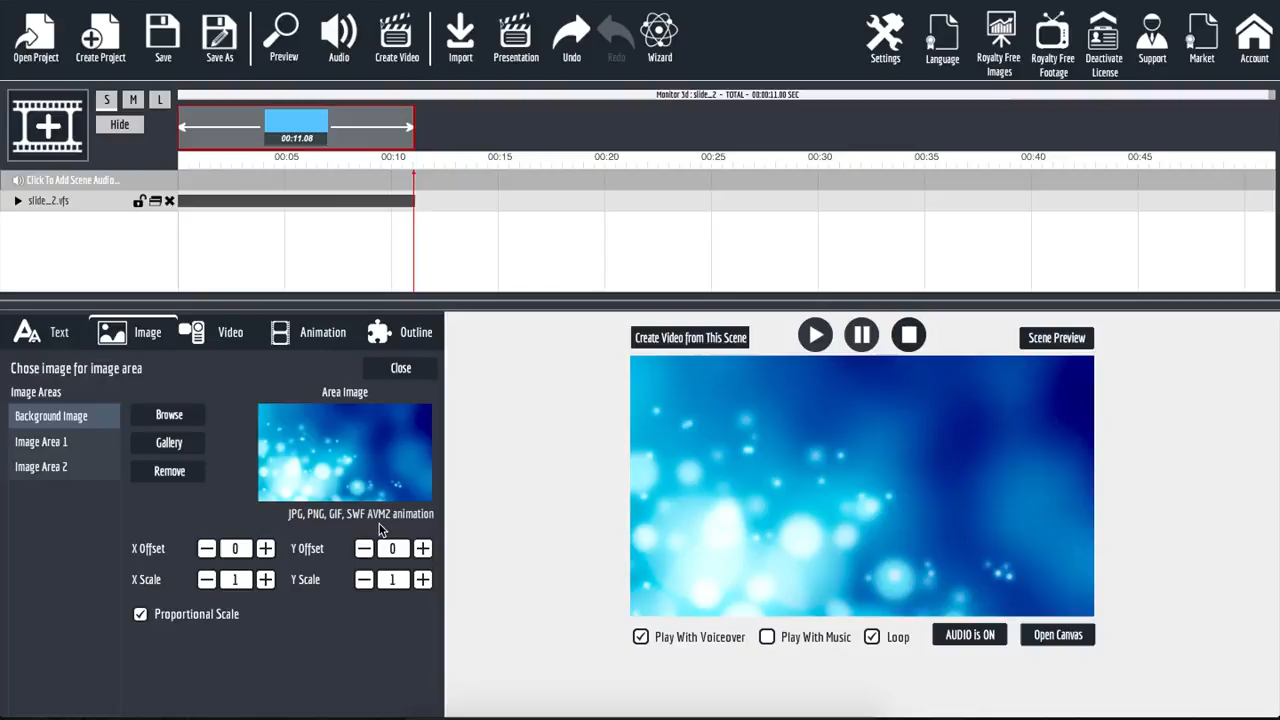 Open Project
Create Project
Save
Save As
Preview
Audio
Create Video
Import
Presentation
Undo
Redo
Wizard
Settings
Language
Royalty Free
Images
Royalty Free
Footage
Deactivate
License
Support
Market
Account
S M L
Hide
Monitor 3d : slide_2 - TOTAL - 00:00:11.00 SEC
00:11.08
00:05 00:10 00:15 00:20 00:25 00:30 00:35 00:40 00:45
Click To Add Scene Audio...
slide_2.vfs
Text Image Video Animation Outline
Create Video from This Scene
Scene Preview
Chose image for image area
Close
Image Areas
Area Image
Background Image
Image Area 1
Image Area 2
Browse
Gallery
Remove
JPG, PNG, GIF, SWF AVM2 animation
X Offset 0 Y Offset 0
X Scale 1 Y Scale 1
Proportional Scale
Play With Voiceover Play With Music Loop
AUDIO is ON
Open Canvas